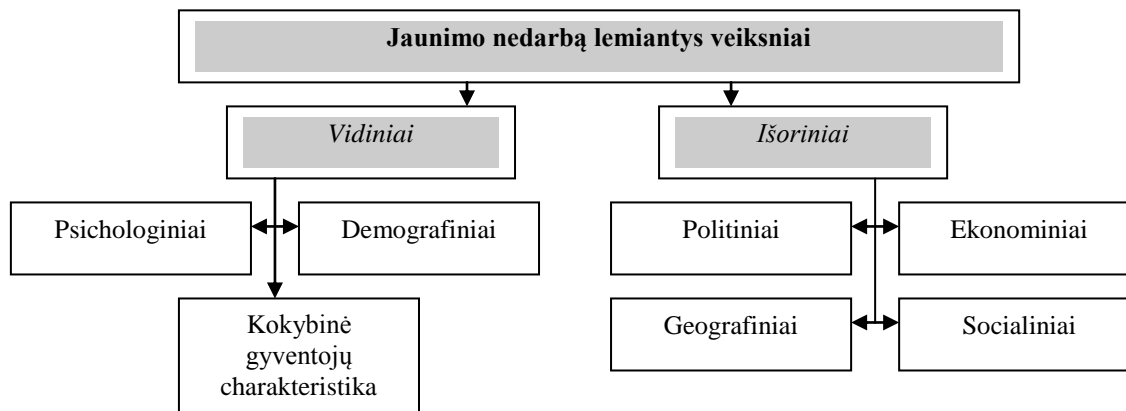 Jaunimo nedarbą lemiantys veiksniai
Vidiniai
Išoriniai
Psichologiniai
Demografiniai
Politiniai
Ekonominiai
Kokybinė
gyventojų
charakteristika
Geografiniai
Socialiniai